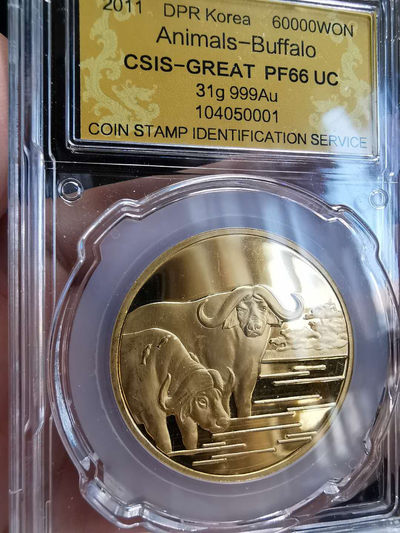 2011 DPR Korea 60000WON
Animals-Buffalo
CSIS-GREAT PF66 UC
31g 999Au
104050001
COIN STAMP IDENTIFICATION SERVICE